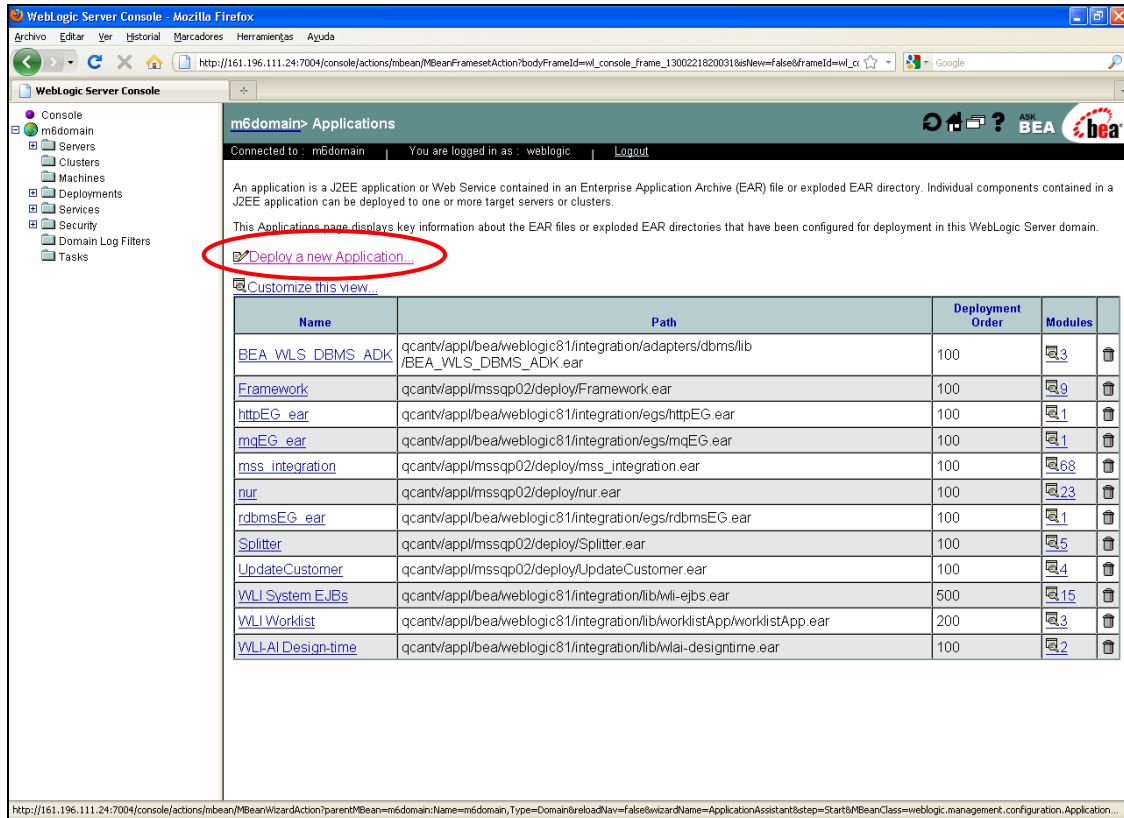 WebLogic Server Console - Mozilla Firefox
Archivo Editar Ver Historial Marcadores Herramientas Ayuda
http://161.196.111.24:7004/console/actions/mbean/MBeanFramesetAction?bodyFrameId=wl_console_frame_1300221820031&isNew=false&frameId=wl_co
Google
WebLogic Server Console
Console
m6domain
Servers
Clusters
Machines
Deployments
Services
Security
Domain Log Filters
Tasks
m6domain> Applications
ASK BEA
bea
Connected to : m6domain | You are logged in as : weblogic | Logout
An application is a J2EE application or Web Service contained in an Enterprise Application Archive (EAR) file or exploded EAR directory. Individual components contained in a
J2EE application can be deployed to one or more target servers or clusters.
This Applications page displays key information about the EAR files or exploded EAR directories that have been configured for deployment in this WebLogic Server domain.
Deploy a new Application...
Customize this view...
Name Path Deployment Order Modules
BEA_WLS_DBMS_ADK qcantv/appl/bea/weblogic81/integration/adapters/dbms/lib
/BEA_WLS_DBMS_ADK.ear 100 3
Framework qcantv/appl/mssqp02/deploy/Framework.ear 100 9
httpEG_ear qcantv/appl/bea/weblogic81/integration/egs/httpEG.ear 100 1
mqEG_ear qcantv/appl/bea/weblogic81/integration/egs/mqEG.ear 100 1
mss_integration qcantv/appl/mssqp02/deploy/mss_integration.ear 100 68
nur qcantv/appl/mssqp02/deploy/nur.ear 100 23
rdbmsEG_ear qcantv/appl/bea/weblogic81/integration/egs/rdbmsEG.ear 100 1
Splitter qcantv/appl/mssqp02/deploy/Splitter.ear 100 5
UpdateCustomer qcantv/appl/mssqp02/deploy/UpdateCustomer.ear 100 4
WLI System EJBs qcantv/appl/bea/weblogic81/integration/lib/wli-ejbs.ear 500 15
WLI Worklist qcantv/appl/bea/weblogic81/integration/lib/worklistApp/worklistApp.ear 200 3
WLI-AI Design-time qcantv/appl/bea/weblogic81/integration/lib/wlai-designtime.ear 100 2
http://161.196.111.24:7004/console/actions/mbean/MBeanWizardAction?parentMBean=m6domain:Name=m6domain,Type=Domain&reloadNav=false&wizardName=ApplicationAssistant&step=Start&MBeanClass=weblogic.management.configuration.Application...